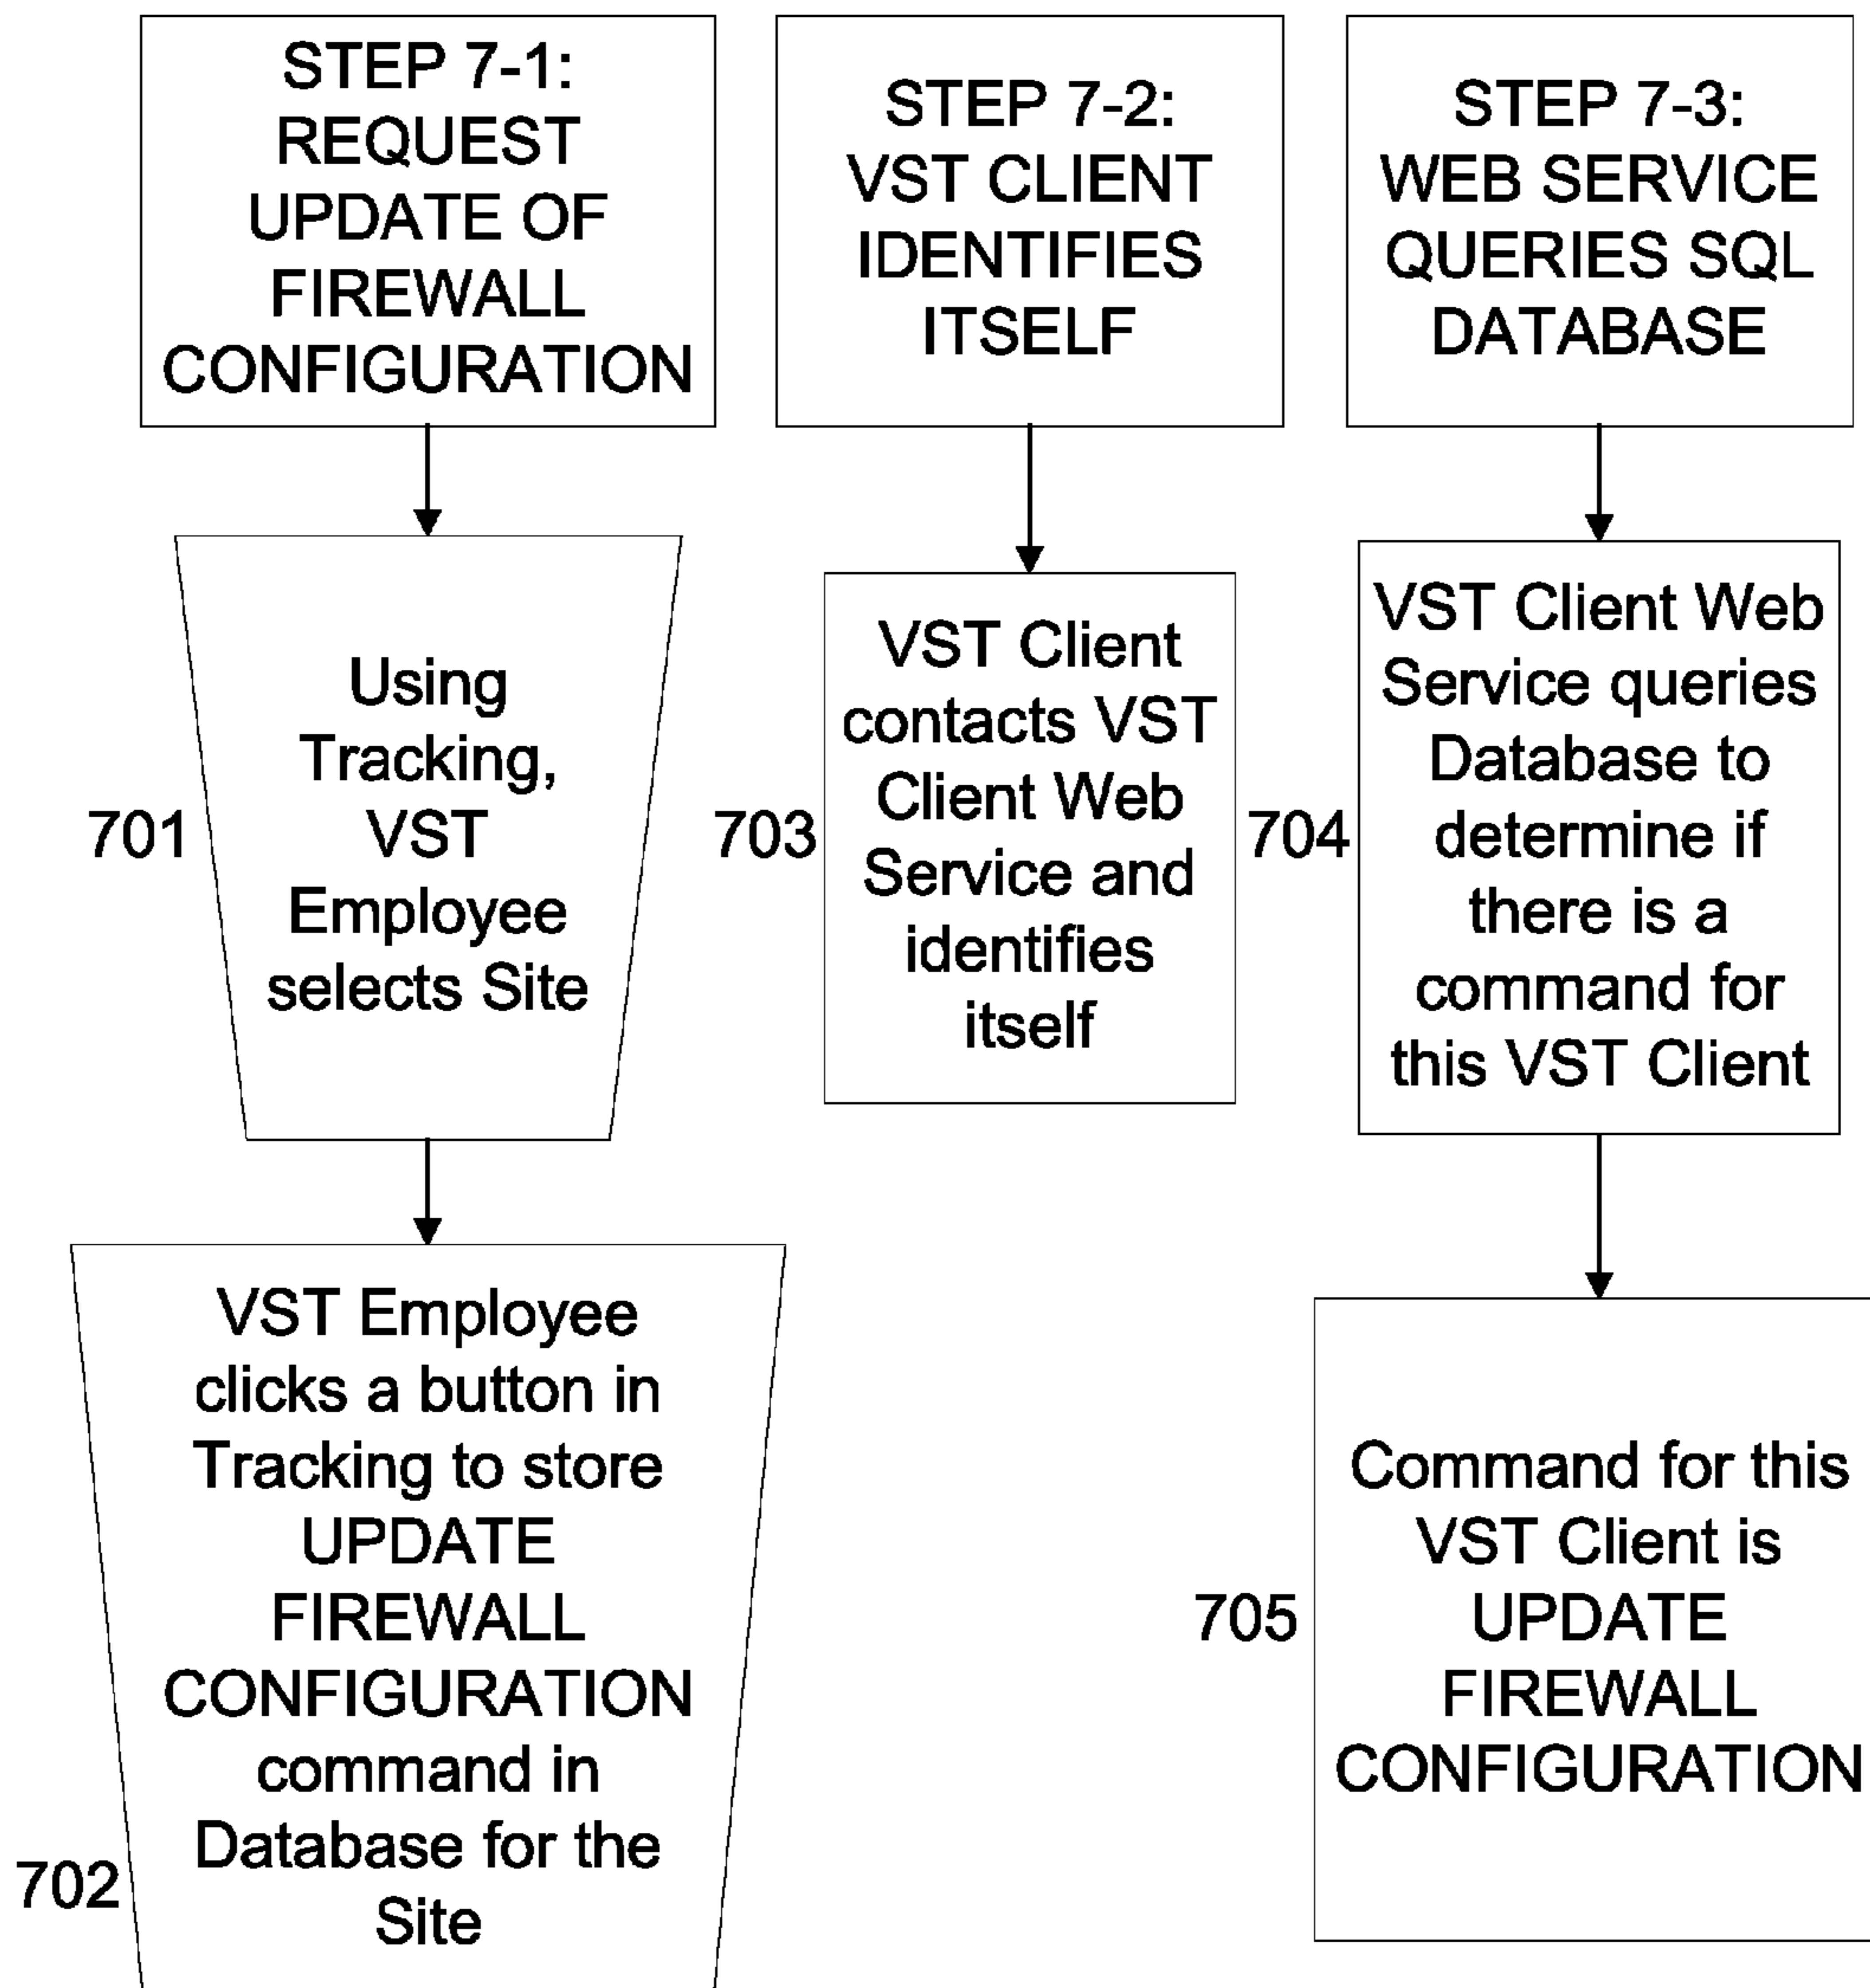 STEP 7-1:
REQUEST
UPDATE OF
FIREWALL
CONFIGURATION
701
Using
Tracking,
VST
Employee
selects Site
702
VST Employee
clicks a button in
Tracking to store
UPDATE
FIREWALL
CONFIGURATION
command in
Database for the
Site
STEP 7-2:
VST CLIENT
IDENTIFIES
ITSELF
703
VST Client
contacts VST
Client Web
Service and
identifies
itself
STEP 7-3:
WEB SERVICE
QUERIES SQL
DATABASE
704
VST Client Web
Service queries
Database to
determine if
there is a
command for
this VST Client
705
Command for this
VST Client is
UPDATE
FIREWALL
CONFIGURATION